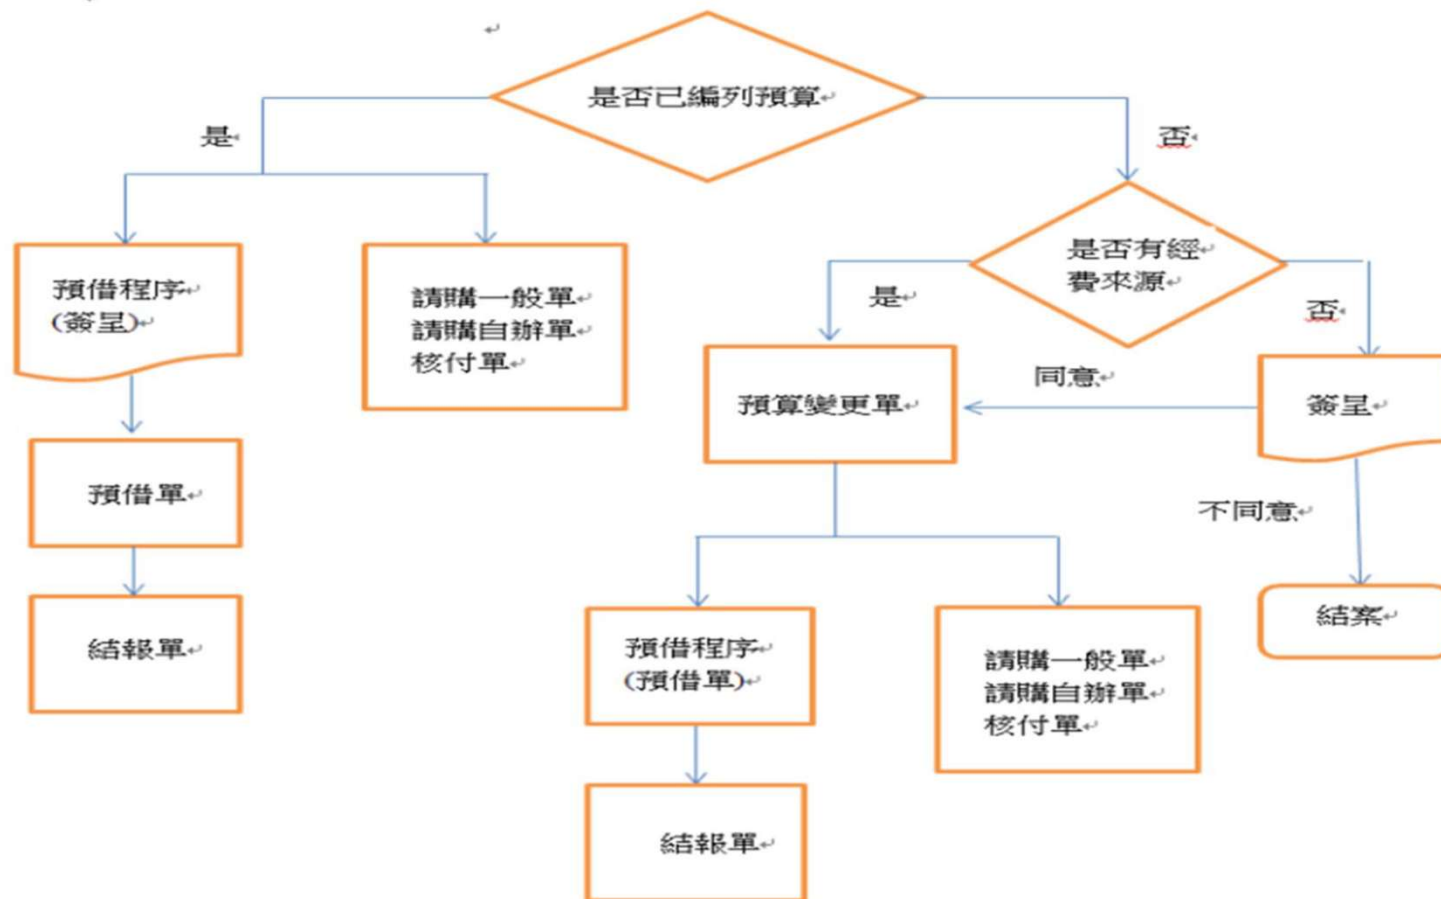 是否已編列預算
是
否
預借程序
(簽呈)
請購一般單
請購自辦單
核付單
是否有經
費來源
是
否
預算變更單
同意
簽呈
預借單
不同意
結報單
結案
預借程序
(預借單)
請購一般單
請購自辦單
核付單
結報單